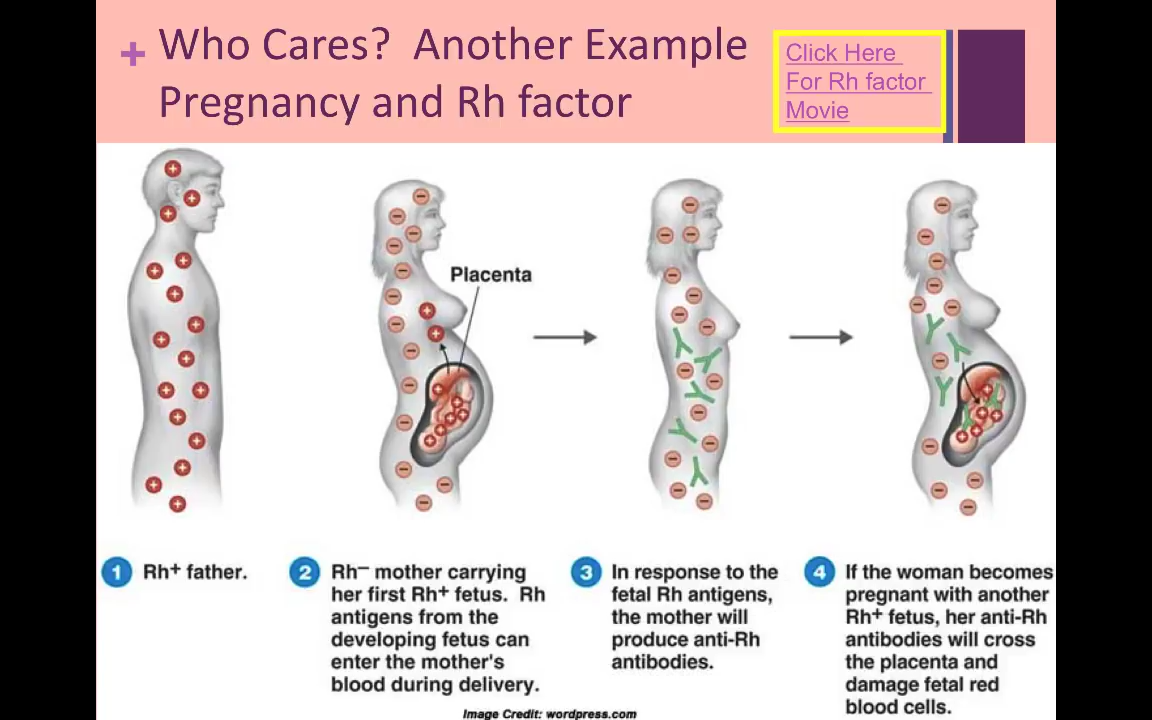 + Who Cares?  Another Example
Pregnancy and Rh factor
Click Here
For Rh factor
Movie
Placenta
1 Rh+ father.
2 Rh– mother carrying
her first Rh+ fetus.  Rh
antigens from the
developing fetus can
enter the mother's
blood during delivery.
3 In response to the
fetal Rh antigens,
the mother will
produce anti-Rh
antibodies.
4 If the woman becomes
pregnant with another
Rh+ fetus, her anti-Rh
antibodies will cross
the placenta and
damage fetal red
blood cells.
Image Credit: wordpress.com